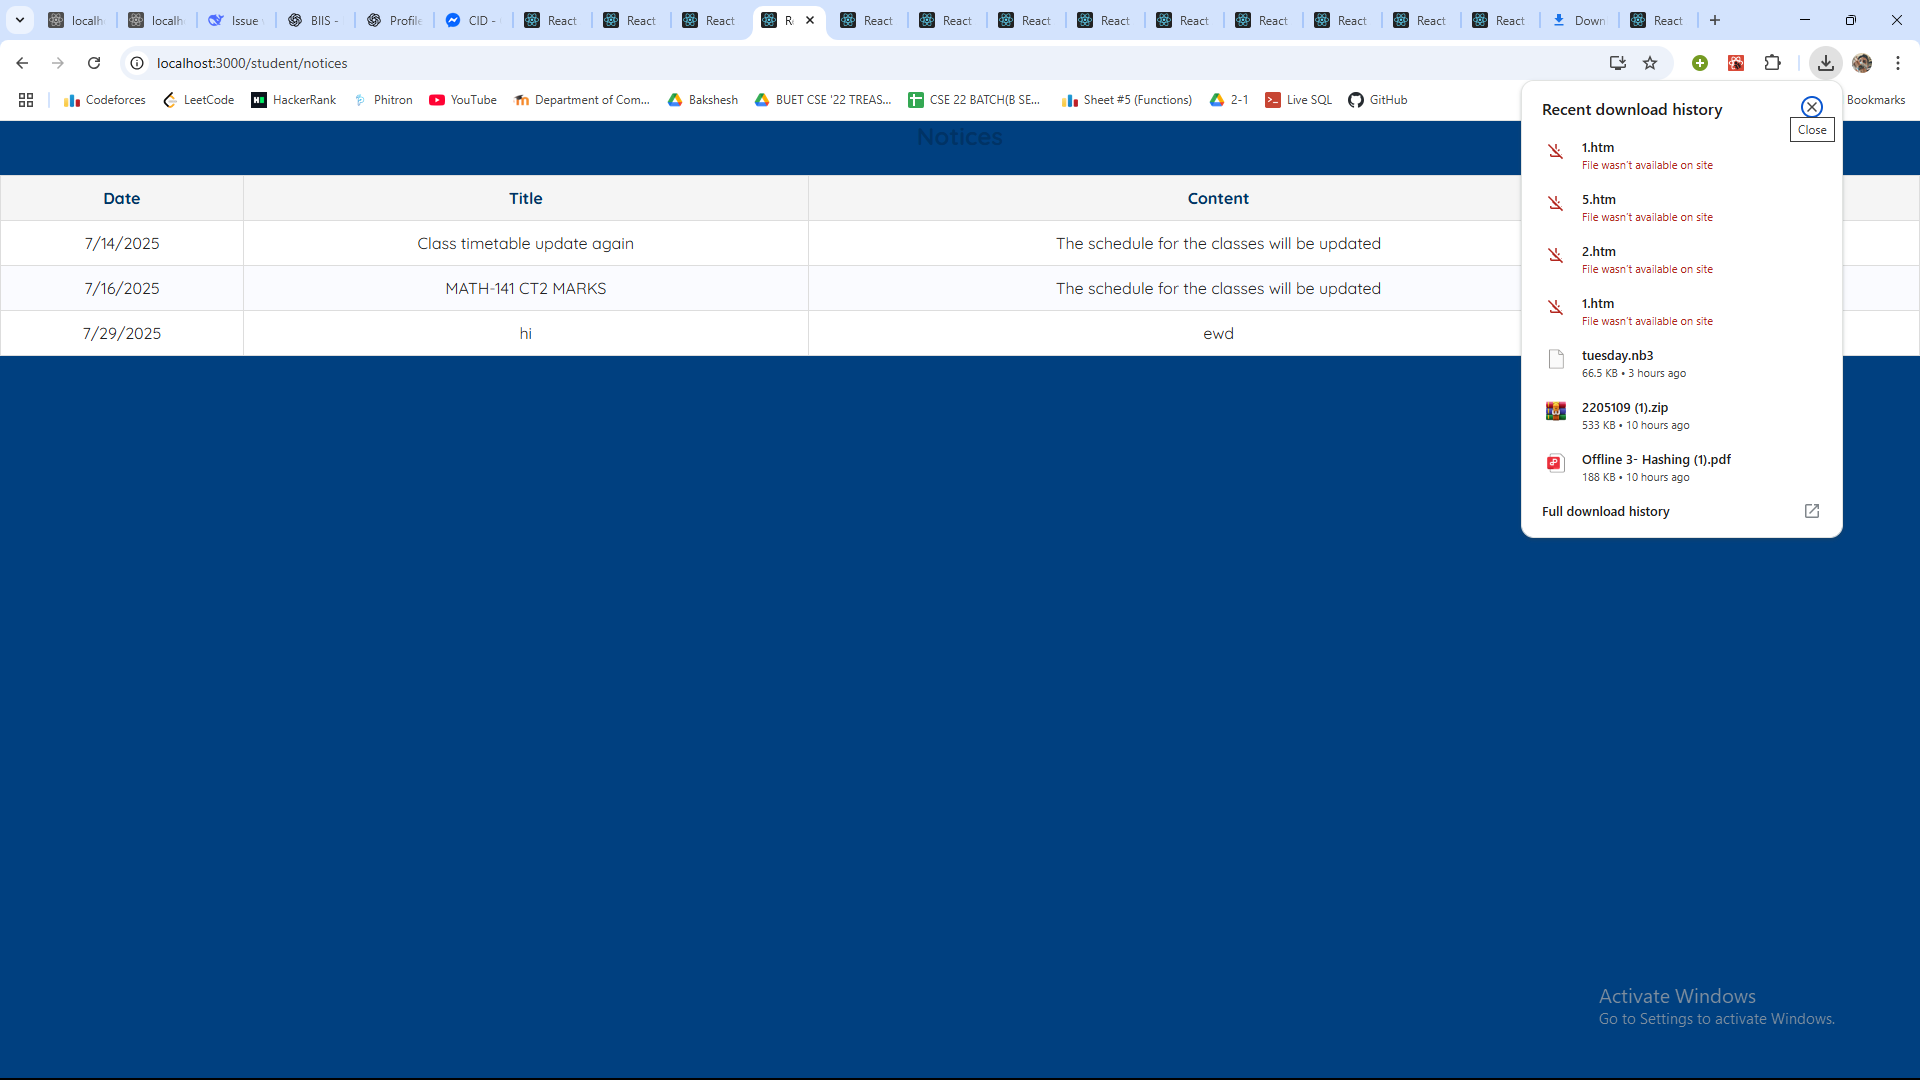 localh
localh
Issue
BIIS -
Profile
CID -
React
React
React
Re
React
React
React
React
React
React
React
React
React
Down
React
localhost:3000/student/notices
Codeforces
LeetCode
HackerRank
Phitron
YouTube
Department of Com...
Bakshesh
BUET CSE '22 TREAS...
CSE 22 BATCH(B SE...
Sheet #5 (Functions)
2-1
Live SQL
GitHub
Bookmarks
Notices
Date Title Content
7/14/2025 Class timetable update again The schedule for the classes will be updated
7/16/2025 MATH-141 CT2 MARKS The schedule for the classes will be updated
7/29/2025 hi ewd
Recent download history
Close
1.htm
File wasn't available on site
5.htm
File wasn't available on site
2.htm
File wasn't available on site
1.htm
File wasn't available on site
tuesday.nb3
66.5 KB • 3 hours ago
2205109 (1).zip
533 KB • 10 hours ago
Offline 3- Hashing (1).pdf
188 KB • 10 hours ago
Full download history
Activate Windows
Go to Settings to activate Windows.